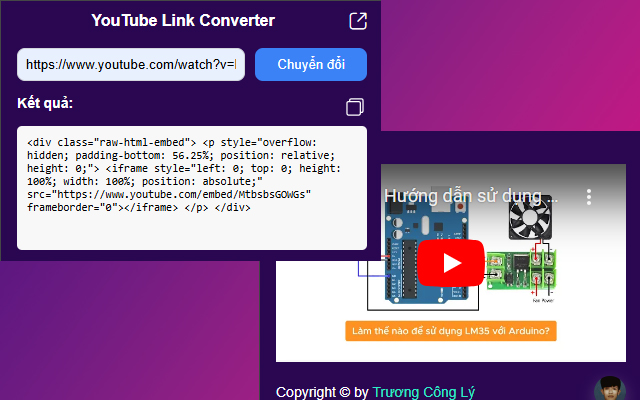 YouTube Link Converter
https://www.youtube.com/watch?v=
Chuyển đổi
Kết quả:
<div class="raw-html-embed"> <p style="overflow:
hidden; padding-bottom: 56.25%; position: relative;
height: 0;"> <iframe style="left: 0; top: 0; height:
100%; width: 100%; position: absolute;"
src="https://www.youtube.com/embed/MtbsbsGOWGs"
frameborder="0"></iframe> </p> </div>
Hướng dẫn sử dụng ...
Fan Power
Làm thế nào để sử dụng LM35 với Arduino?
Copyright © by Trương Công Lý